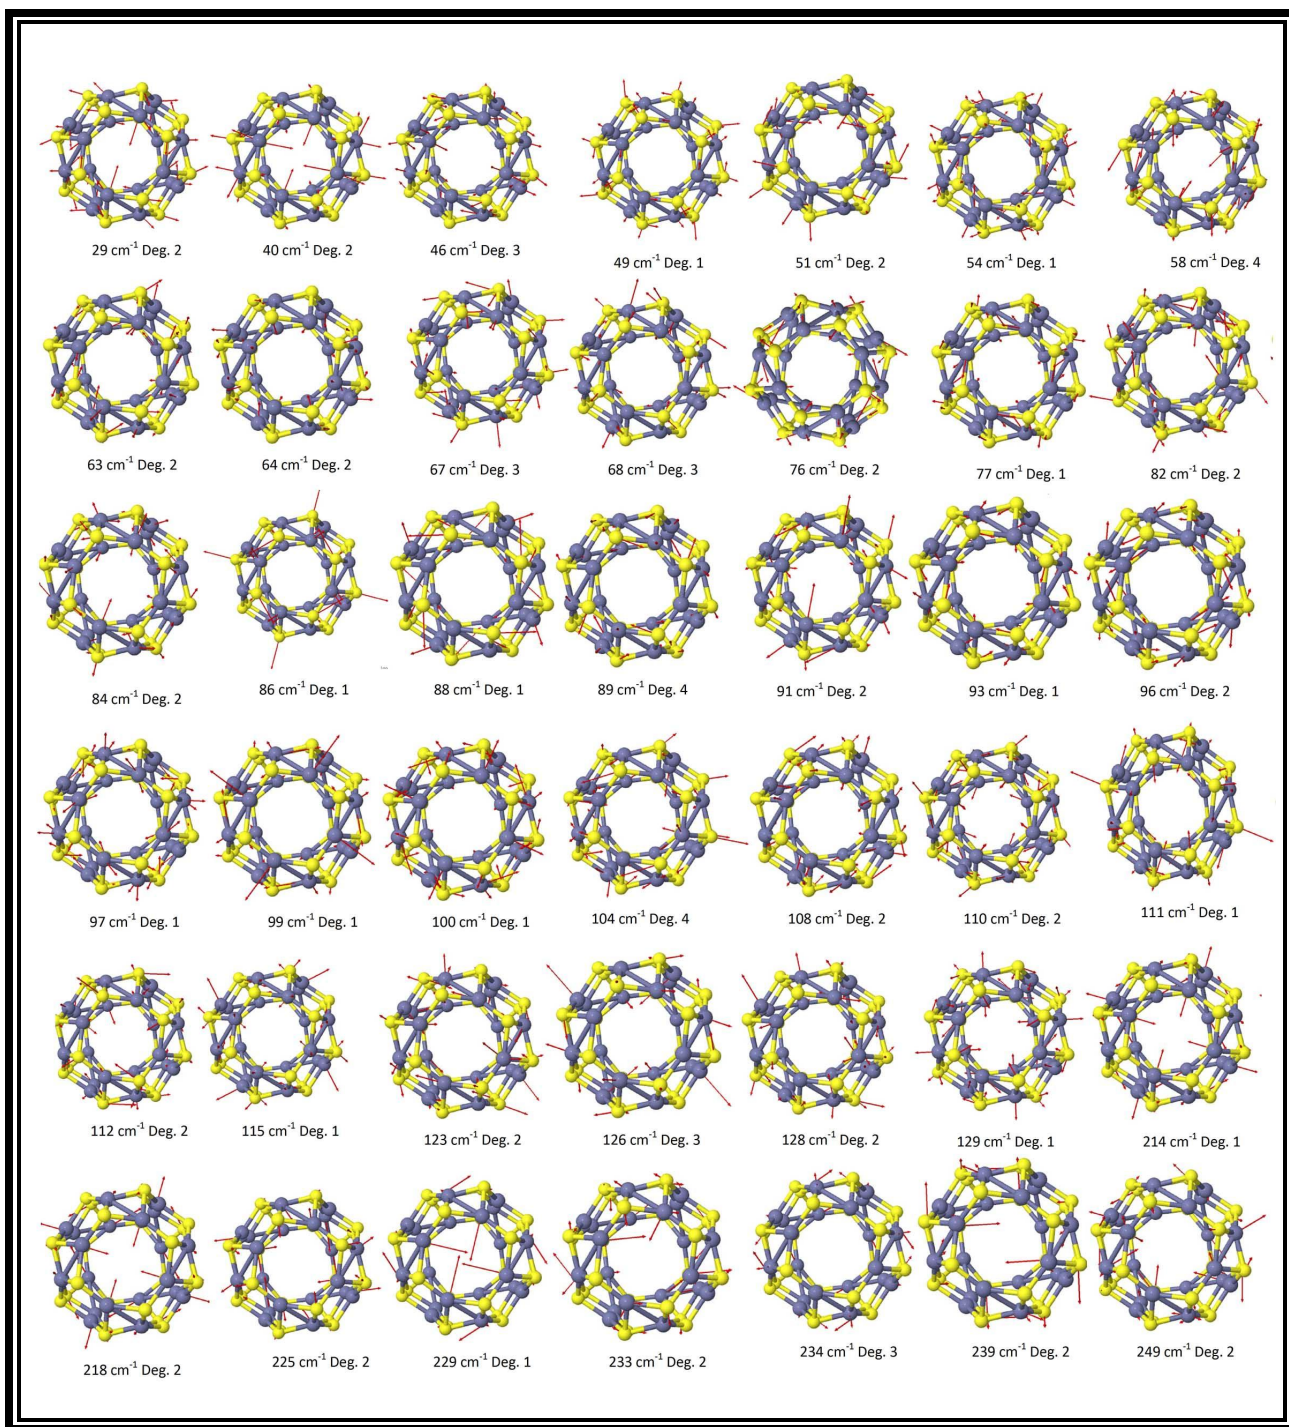 29 cm⁻¹ Deg. 2
40 cm⁻¹ Deg. 2
46 cm⁻¹ Deg. 3
49 cm⁻¹ Deg. 1
51 cm⁻¹ Deg. 2
54 cm⁻¹ Deg. 1
58 cm⁻¹ Deg. 4
63 cm⁻¹ Deg. 2
64 cm⁻¹ Deg. 2
67 cm⁻¹ Deg. 3
68 cm⁻¹ Deg. 3
76 cm⁻¹ Deg. 2
77 cm⁻¹ Deg. 1
82 cm⁻¹ Deg. 2
84 cm⁻¹ Deg. 2
86 cm⁻¹ Deg. 1
88 cm⁻¹ Deg. 1
89 cm⁻¹ Deg. 4
91 cm⁻¹ Deg. 2
93 cm⁻¹ Deg. 1
96 cm⁻¹ Deg. 2
97 cm⁻¹ Deg. 1
99 cm⁻¹ Deg. 1
100 cm⁻¹ Deg. 1
104 cm⁻¹ Deg. 4
108 cm⁻¹ Deg. 2
110 cm⁻¹ Deg. 2
111 cm⁻¹ Deg. 1
112 cm⁻¹ Deg. 2
115 cm⁻¹ Deg. 1
123 cm⁻¹ Deg. 2
126 cm⁻¹ Deg. 3
128 cm⁻¹ Deg. 2
129 cm⁻¹ Deg. 1
214 cm⁻¹ Deg. 1
218 cm⁻¹ Deg. 2
225 cm⁻¹ Deg. 2
229 cm⁻¹ Deg. 1
233 cm⁻¹ Deg. 2
234 cm⁻¹ Deg. 3
239 cm⁻¹ Deg. 2
249 cm⁻¹ Deg. 2